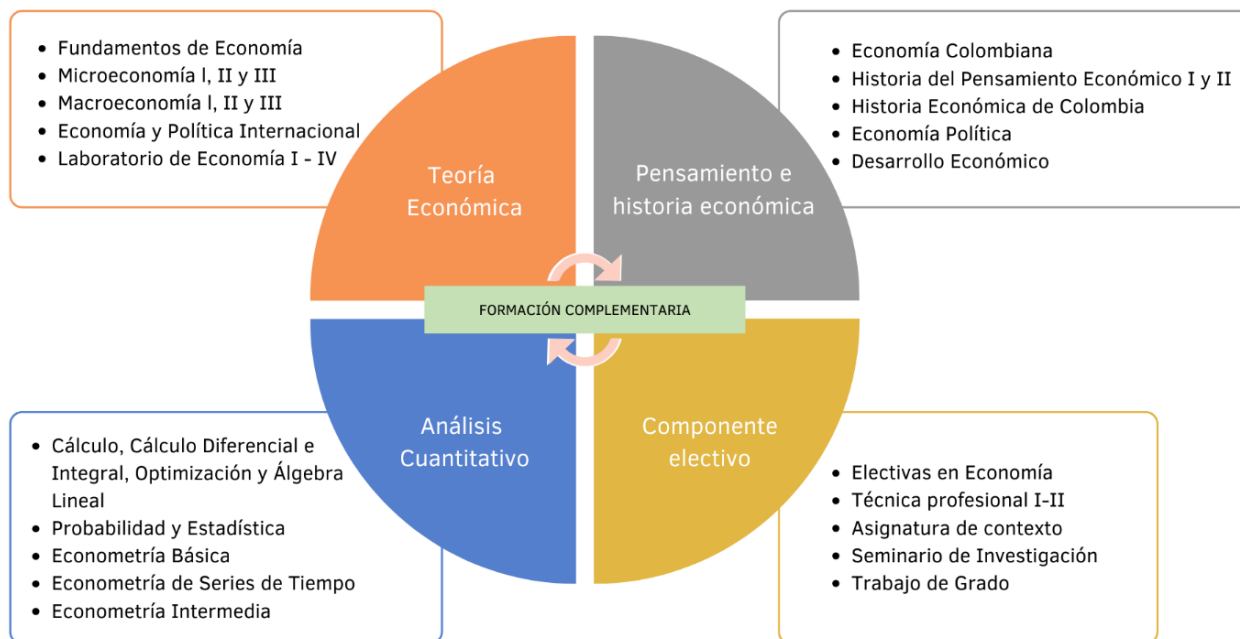 • Fundamentos de Economía
• Microeconomía I, II y III
• Macroeconomía I, II y III
• Economía y Política Internacional
• Laboratorio de Economía I - IV
Teoría
Económica
• Economía Colombiana
• Historia del Pensamiento Económico I y II
• Historia Económica de Colombia
• Economía Política
• Desarrollo Económico
Pensamiento e
historia económica
FORMACIÓN COMPLEMENTARIA
• Cálculo, Cálculo Diferencial e
Integral, Optimización y Álgebra
Lineal
• Probabilidad y Estadística
• Econometría Básica
• Econometría de Series de Tiempo
• Econometría Intermedia
Análisis
Cuantitativo
Componente
electivo
• Electivas en Economía
• Técnica profesional I-II
• Asignatura de contexto
• Seminario de Investigación
• Trabajo de Grado